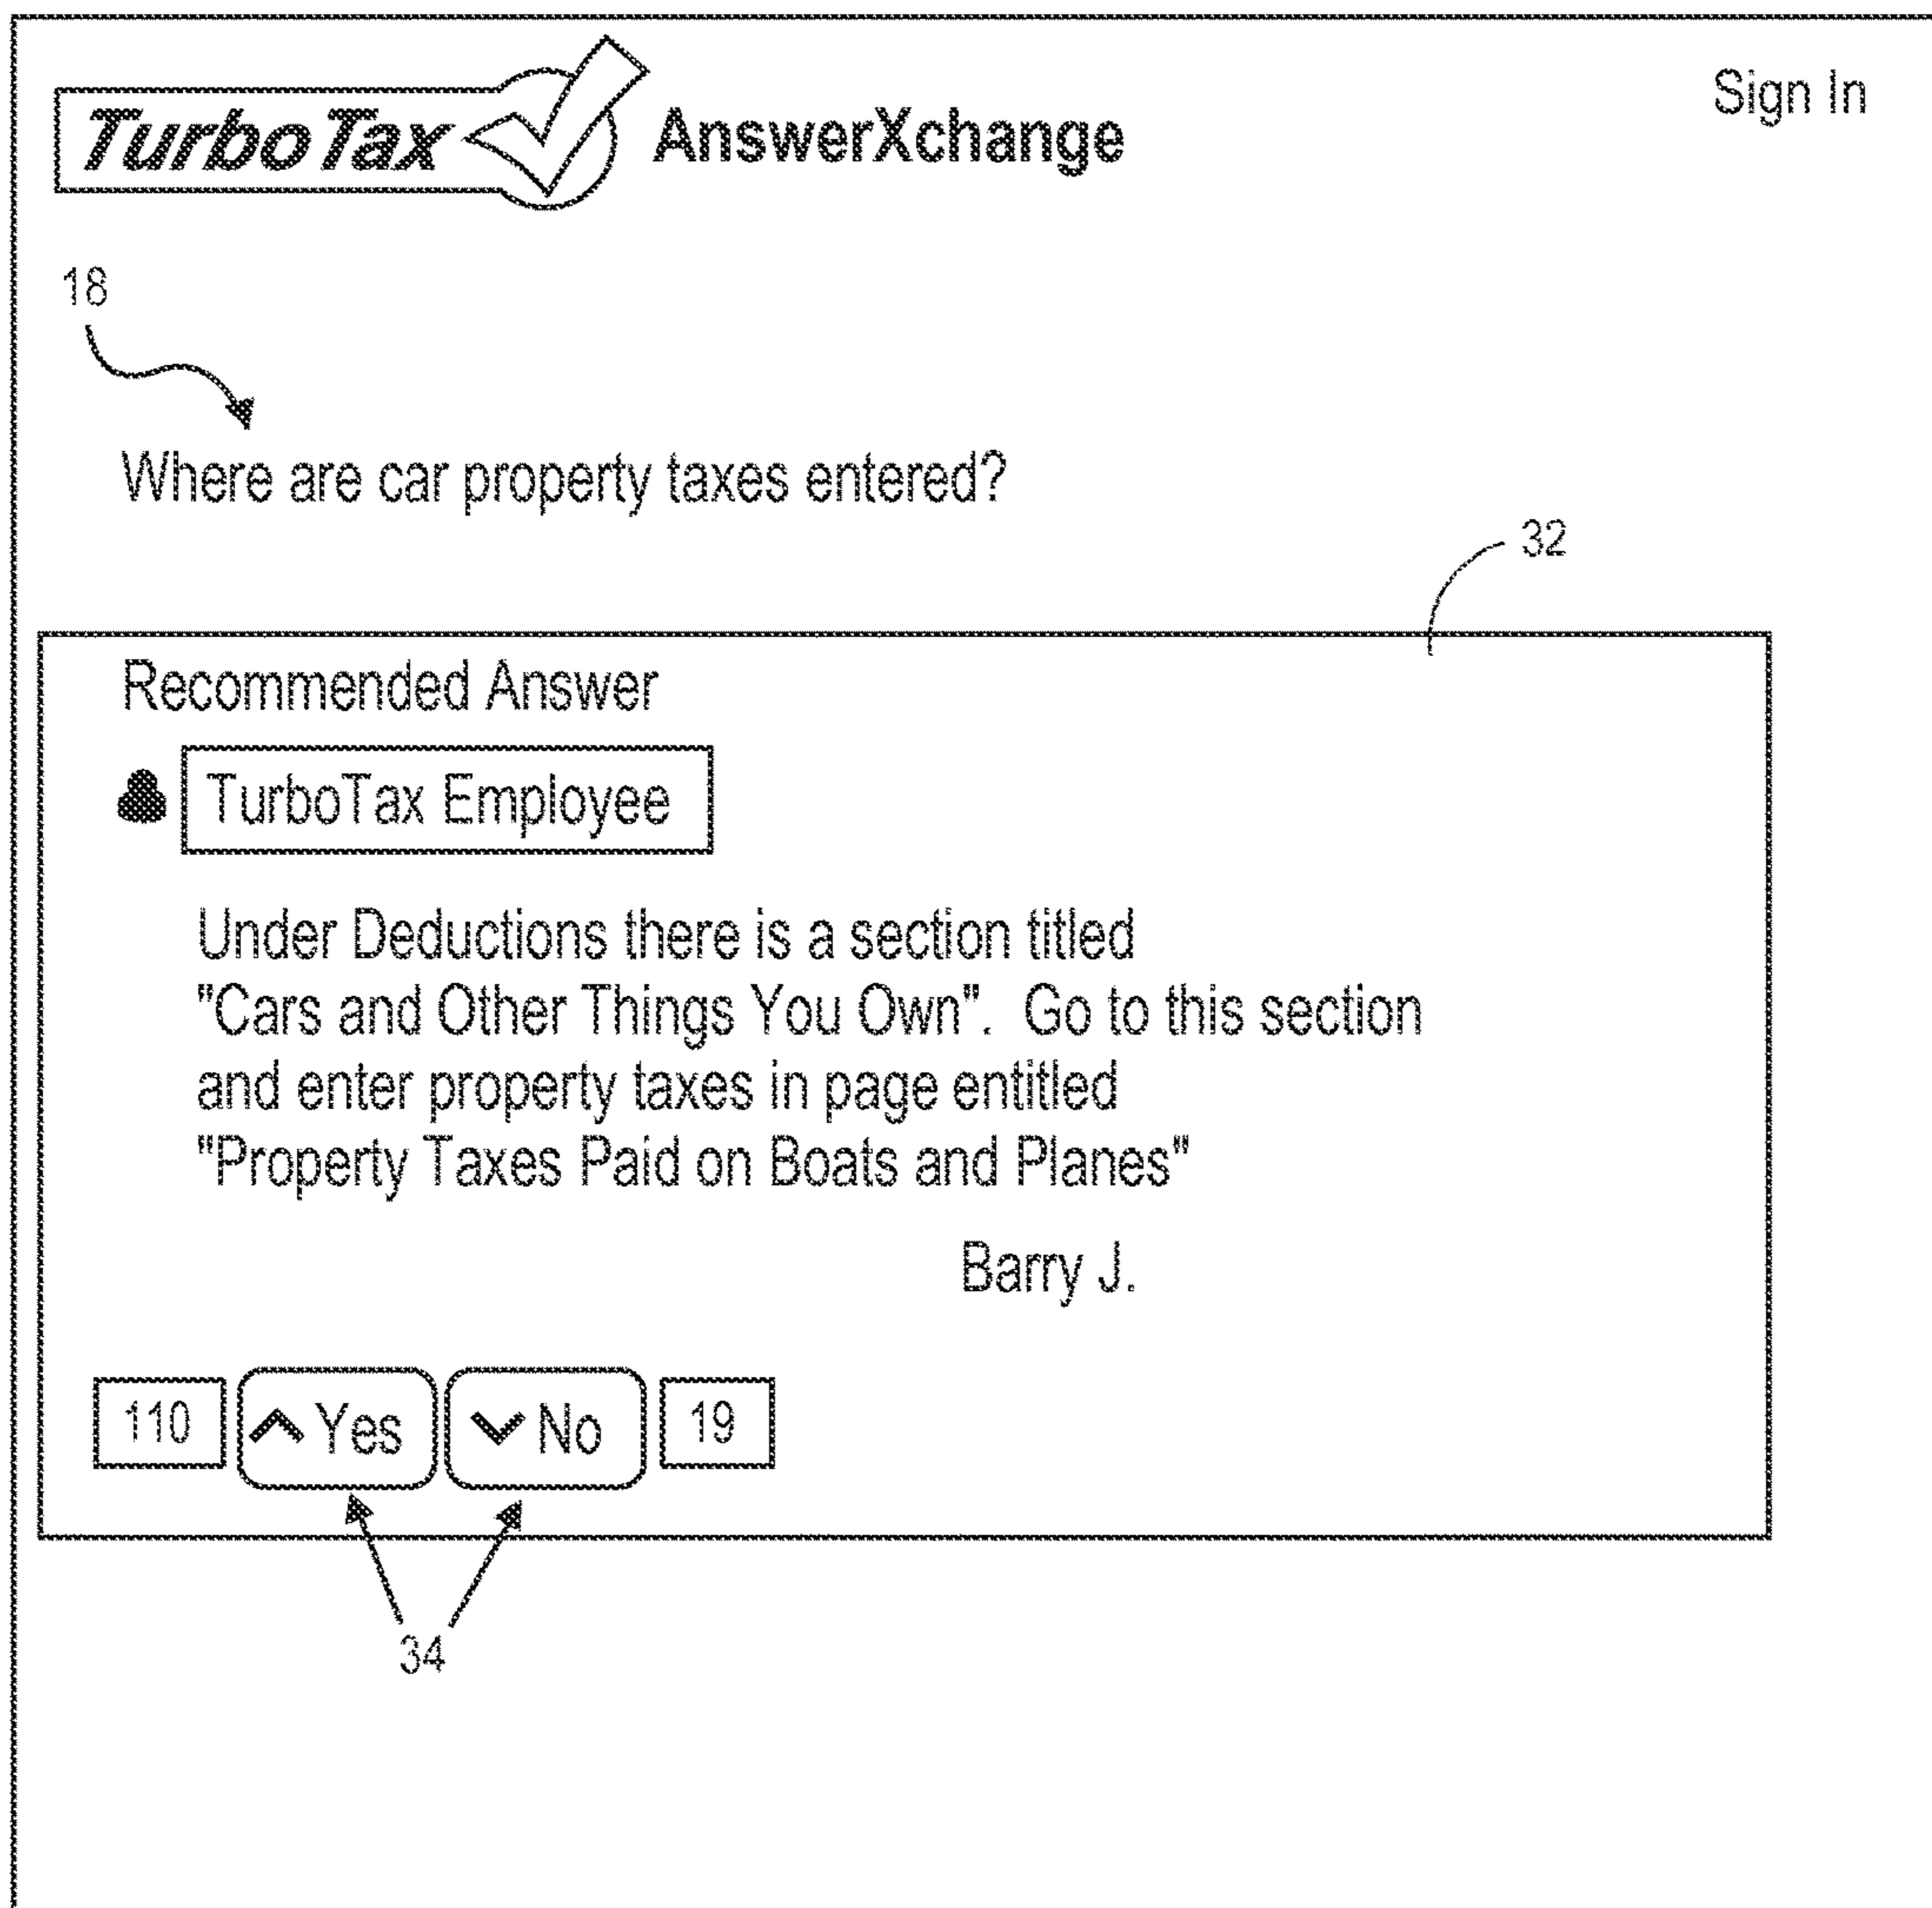 TurboTax AnswerXchange
Sign In
18
Where are car property taxes entered?
32
Recommended Answer
TurboTax Employee
Under Deductions there is a section titled
"Cars and Other Things You Own". Go to this section
and enter property taxes in page entitled
"Property Taxes Paid on Boats and Planes"
Barry J.
110 Yes No 19
34